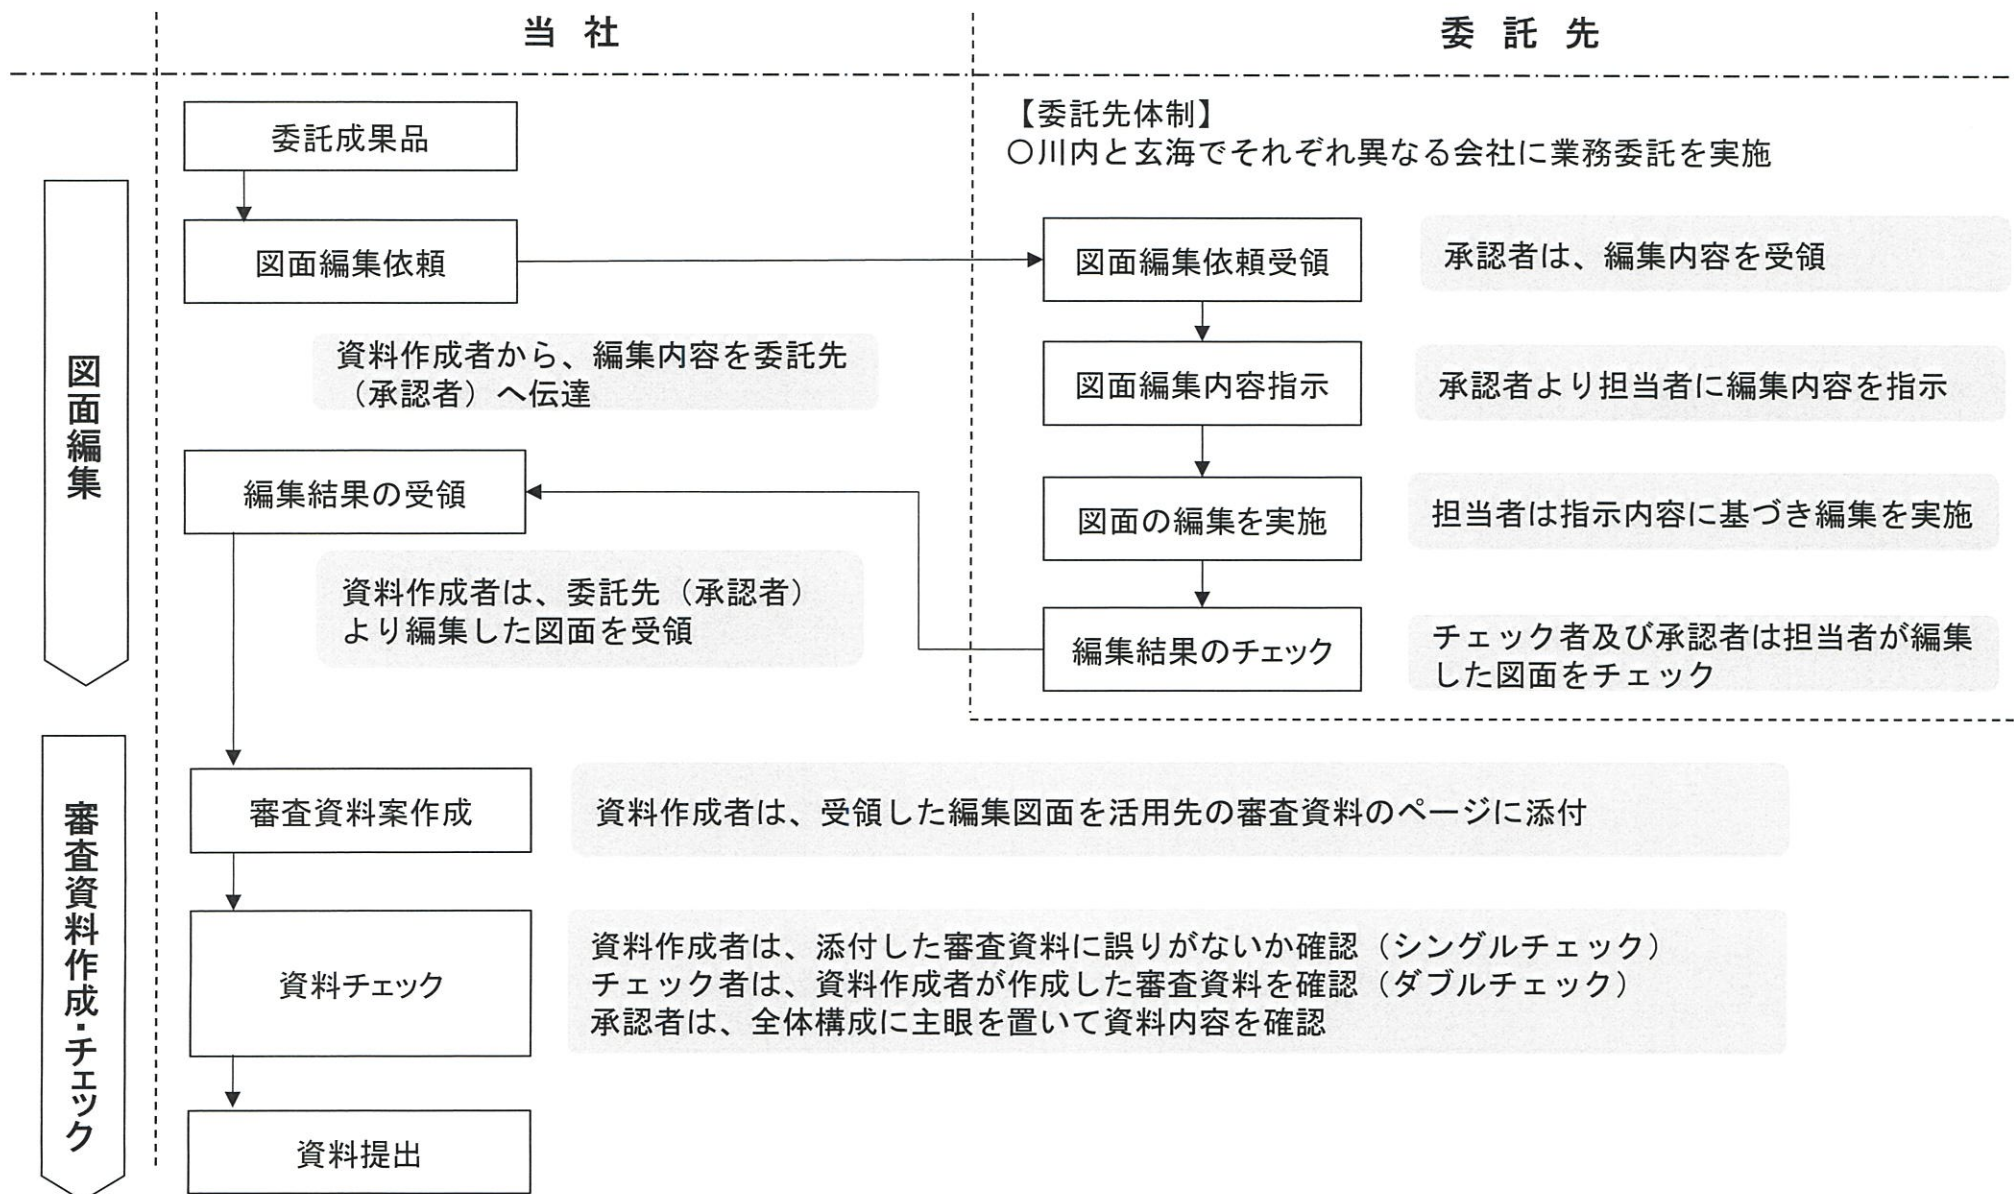 当 社
委 託 先
委託成果品
【委託先体制】
○川内と玄海でそれぞれ異なる会社に業務委託を実施
図面編集
図面編集依頼
図面編集依頼受領
承認者は、編集内容を受領
資料作成者から、編集内容を委託先
（承認者）へ伝達
図面編集内容指示
承認者より担当者に編集内容を指示
編集結果の受領
図面の編集を実施
担当者は指示内容に基づき編集を実施
資料作成者は、委託先（承認者）
より編集した図面を受領
編集結果のチェック
チェック者及び承認者は担当者が編集
した図面をチェック
審査資料作成・チェック
審査資料案作成
資料作成者は、受領した編集図面を活用先の審査資料のページに添付
資料チェック
資料作成者は、添付した審査資料に誤りがないか確認（シングルチェック）
チェック者は、資料作成者が作成した審査資料を確認（ダブルチェック）
承認者は、全体構成に主眼を置いて資料内容を確認
資料提出